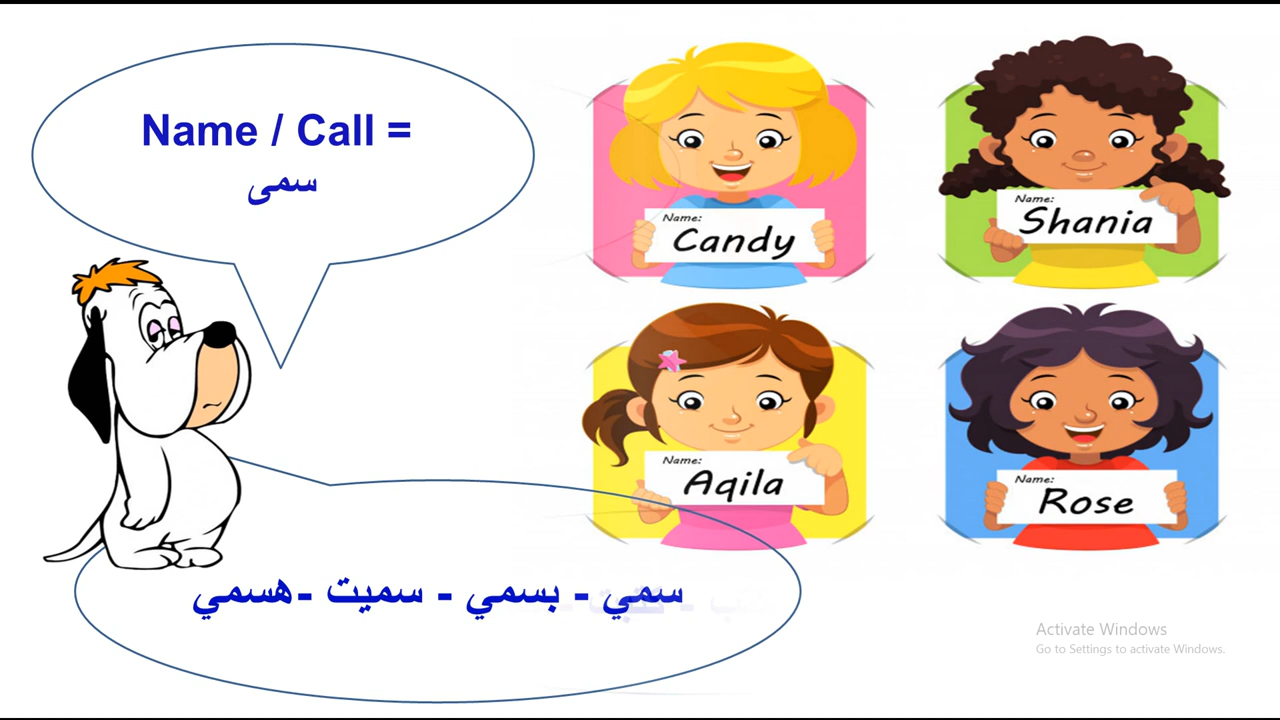 Name / Call =
سمى
Name:
Candy
Name:
Shania
Name:
Aqila
Name:
Rose
سمي - بسمي - سميت -هسمي
Activate Windows
Go to Settings to activate Windows.